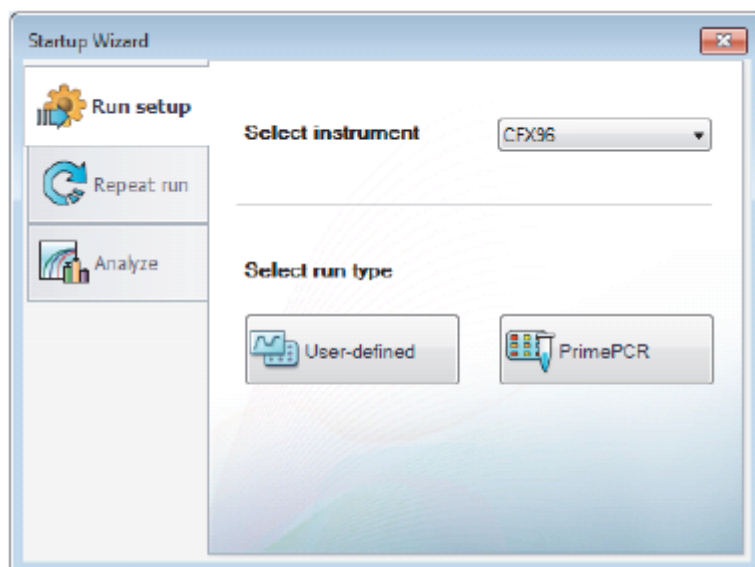 Startup Wizard
Run setup
Repeat run
Analyze
Select instrument
CFX96
Select run type
User-defined
PrimePCR